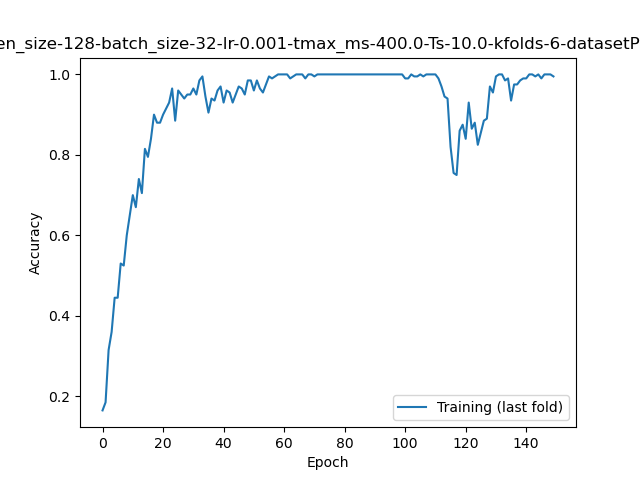 en_size-128-batch_size-32-lr-0.001-tmax_ms-400.0-Ts-10.0-kfolds-6-datasetP
1.0
0.8
0.6
0.4
0.2
Accuracy
Training (last fold)
0 20 40 60 80 100 120 140
Epoch